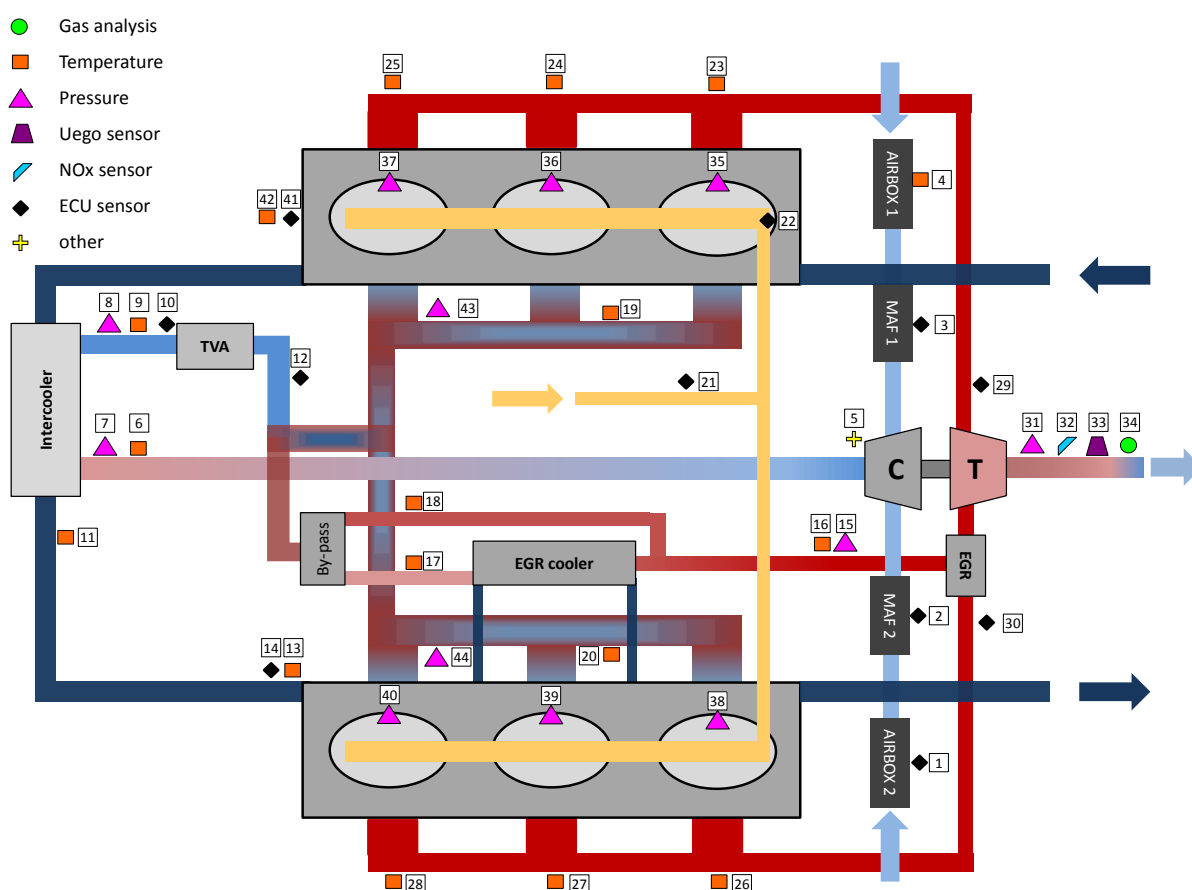 Gas analysis
Temperature
Pressure
Uego sensor
NOx sensor
ECU sensor
other
25
24
23
37
36
35
AIRBOX 1
4
42
41
22
8
9
10
43
19
MAF 1
3
TVA
12
21
29
Intercooler
7
6
5
C
T
31
32
33
34
18
16
15
11
By-pass
17
EGR cooler
EGR
MAF 2
2
30
14
13
44
20
40
39
38
AIRBOX 2
1
28
27
26